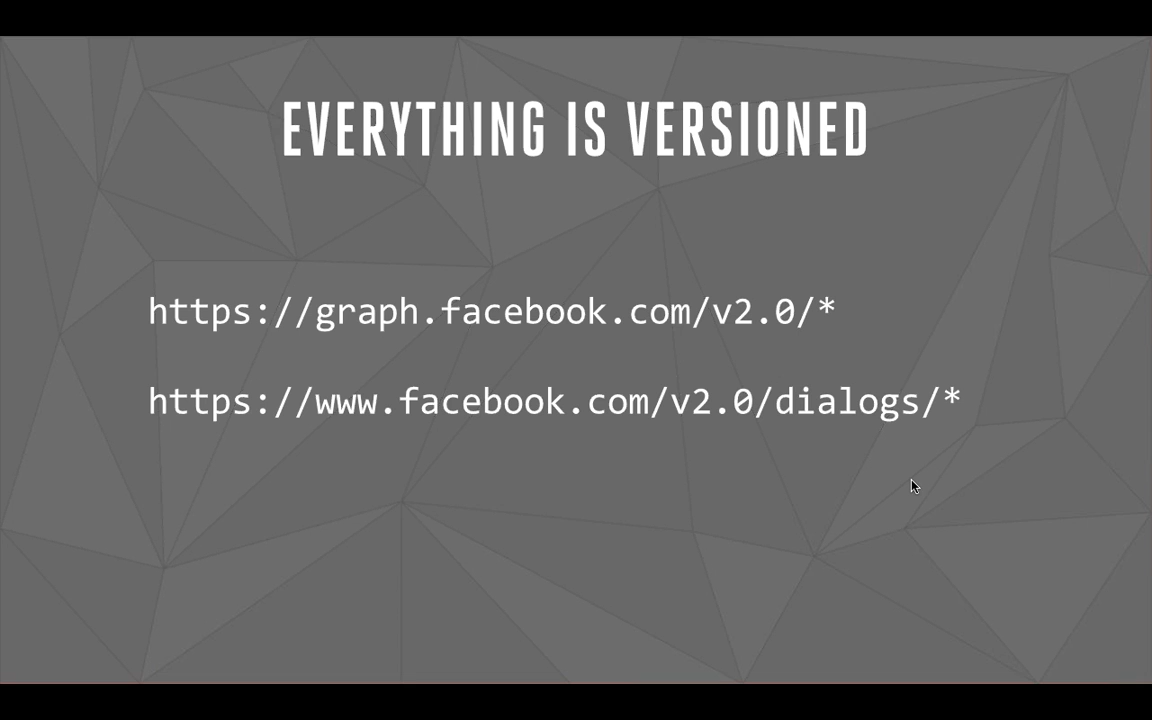 EVERYTHING IS VERSIONED
https://graph.facebook.com/v2.0/*
https://www.facebook.com/v2.0/dialogs/*